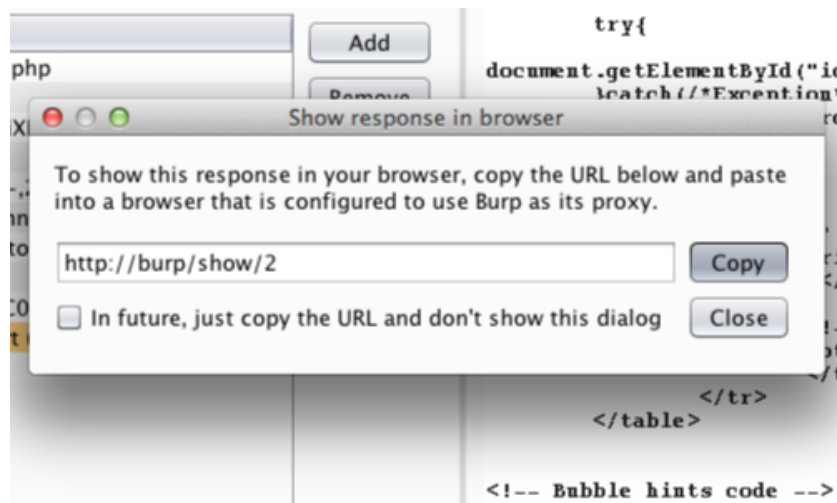 try{
Add
php
document.getElementById("i
}catch(/*Exception
Remove
Show response in browser
To show this response in your browser, copy the URL below and paste
into a browser that is configured to use Burp as its proxy.
http://burp/show/2
Copy
In future, just copy the URL and don't show this dialog
Close
</tr>
</table>
<!-- Bubble hints code -->